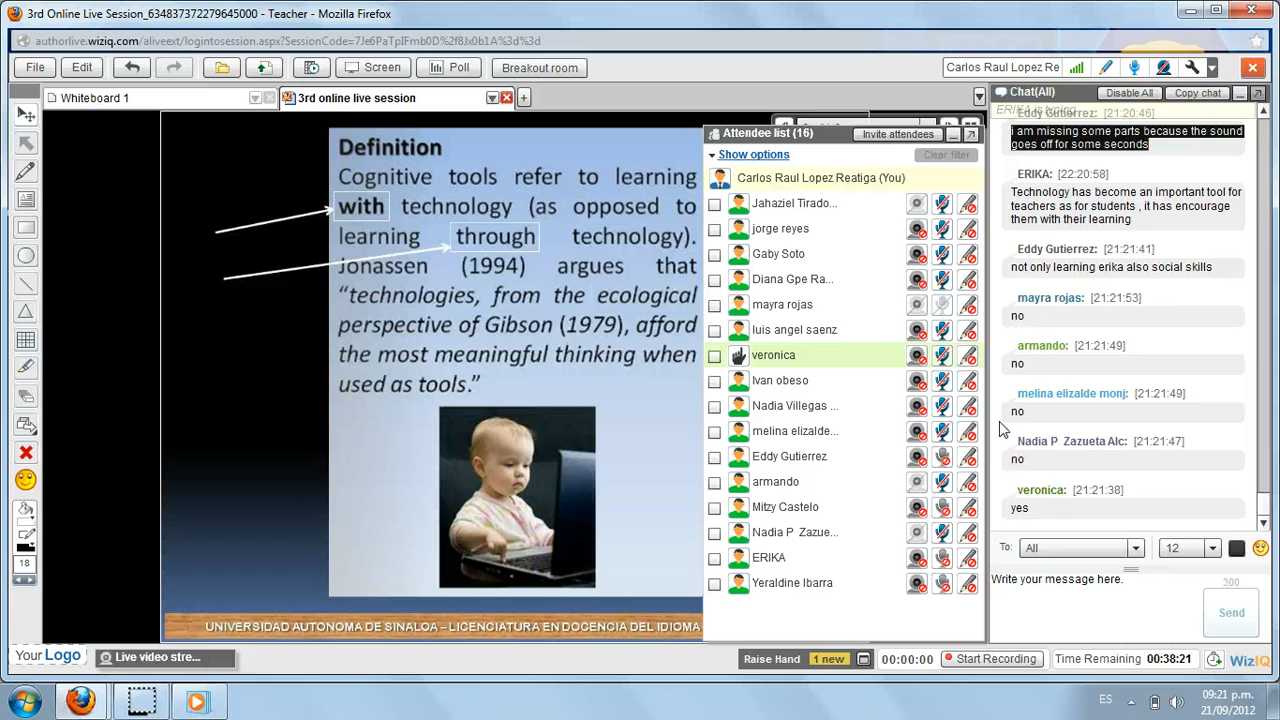 3rd Online Live Session_634837372279645000 - Teacher - Mozilla Firefox
authorlive.wiziq.com/aliveext/logintosession.aspx?SessionCode=7Je6PaTpIFmb0D%2f8Jx0b1A%3d%3d
File Edit Screen Poll Breakout room Carlos Raul Lopez Re
Whiteboard 1 3rd online live session
Definition
Cognitive tools refer to learning
with technology (as opposed to
learning through technology).
Jonassen (1994) argues that
“technologies, from the ecological
perspective of Gibson (1979), afford
the most meaningful thinking when
used as tools.”
UNIVERSIDAD AUTONOMA DE SINALOA – LICENCIATURA EN DOCENCIA DEL IDIOMA
18
Attendee list (16) Invite attendees
Show options Clear filter
Carlos Raul Lopez Reatiga (You)
Jahaziel Tirado...
jorge reyes
Gaby Soto
Diana Gpe Ra...
mayra rojas
luis angel saenz
veronica
Ivan obeso
Nadia Villegas ...
melina elizalde...
Eddy Gutierrez
armando
Mitzy Castelo
Nadia P Zazue...
ERIKA
Yeraldine Ibarra
Chat(All) Disable All Copy chat
ERIKA is typing
Eddy Gutierrez: [21:20:46]
i am missing some parts because the sound
goes off for some seconds
ERIKA: [21:20:58]
Technology has become an important tool for
teachers as for students , it has encourage
them with their learning
Eddy Gutierrez: [21:21:41]
not only learning erika also social skills
mayra rojas: [21:21:53]
no
armando: [21:21:49]
no
melina elizalde monj: [21:21:49]
no
Nadia P Zazueta Alc: [21:21:47]
no
veronica: [21:21:38]
yes
To: All 12
Write your message here.
300
Send
Your Logo Live video stre... Raise Hand 1 new 00:00:00 Start Recording Time Remaining 00:38:21 WizIQ
ES 09:21 p.m.
21/09/2012